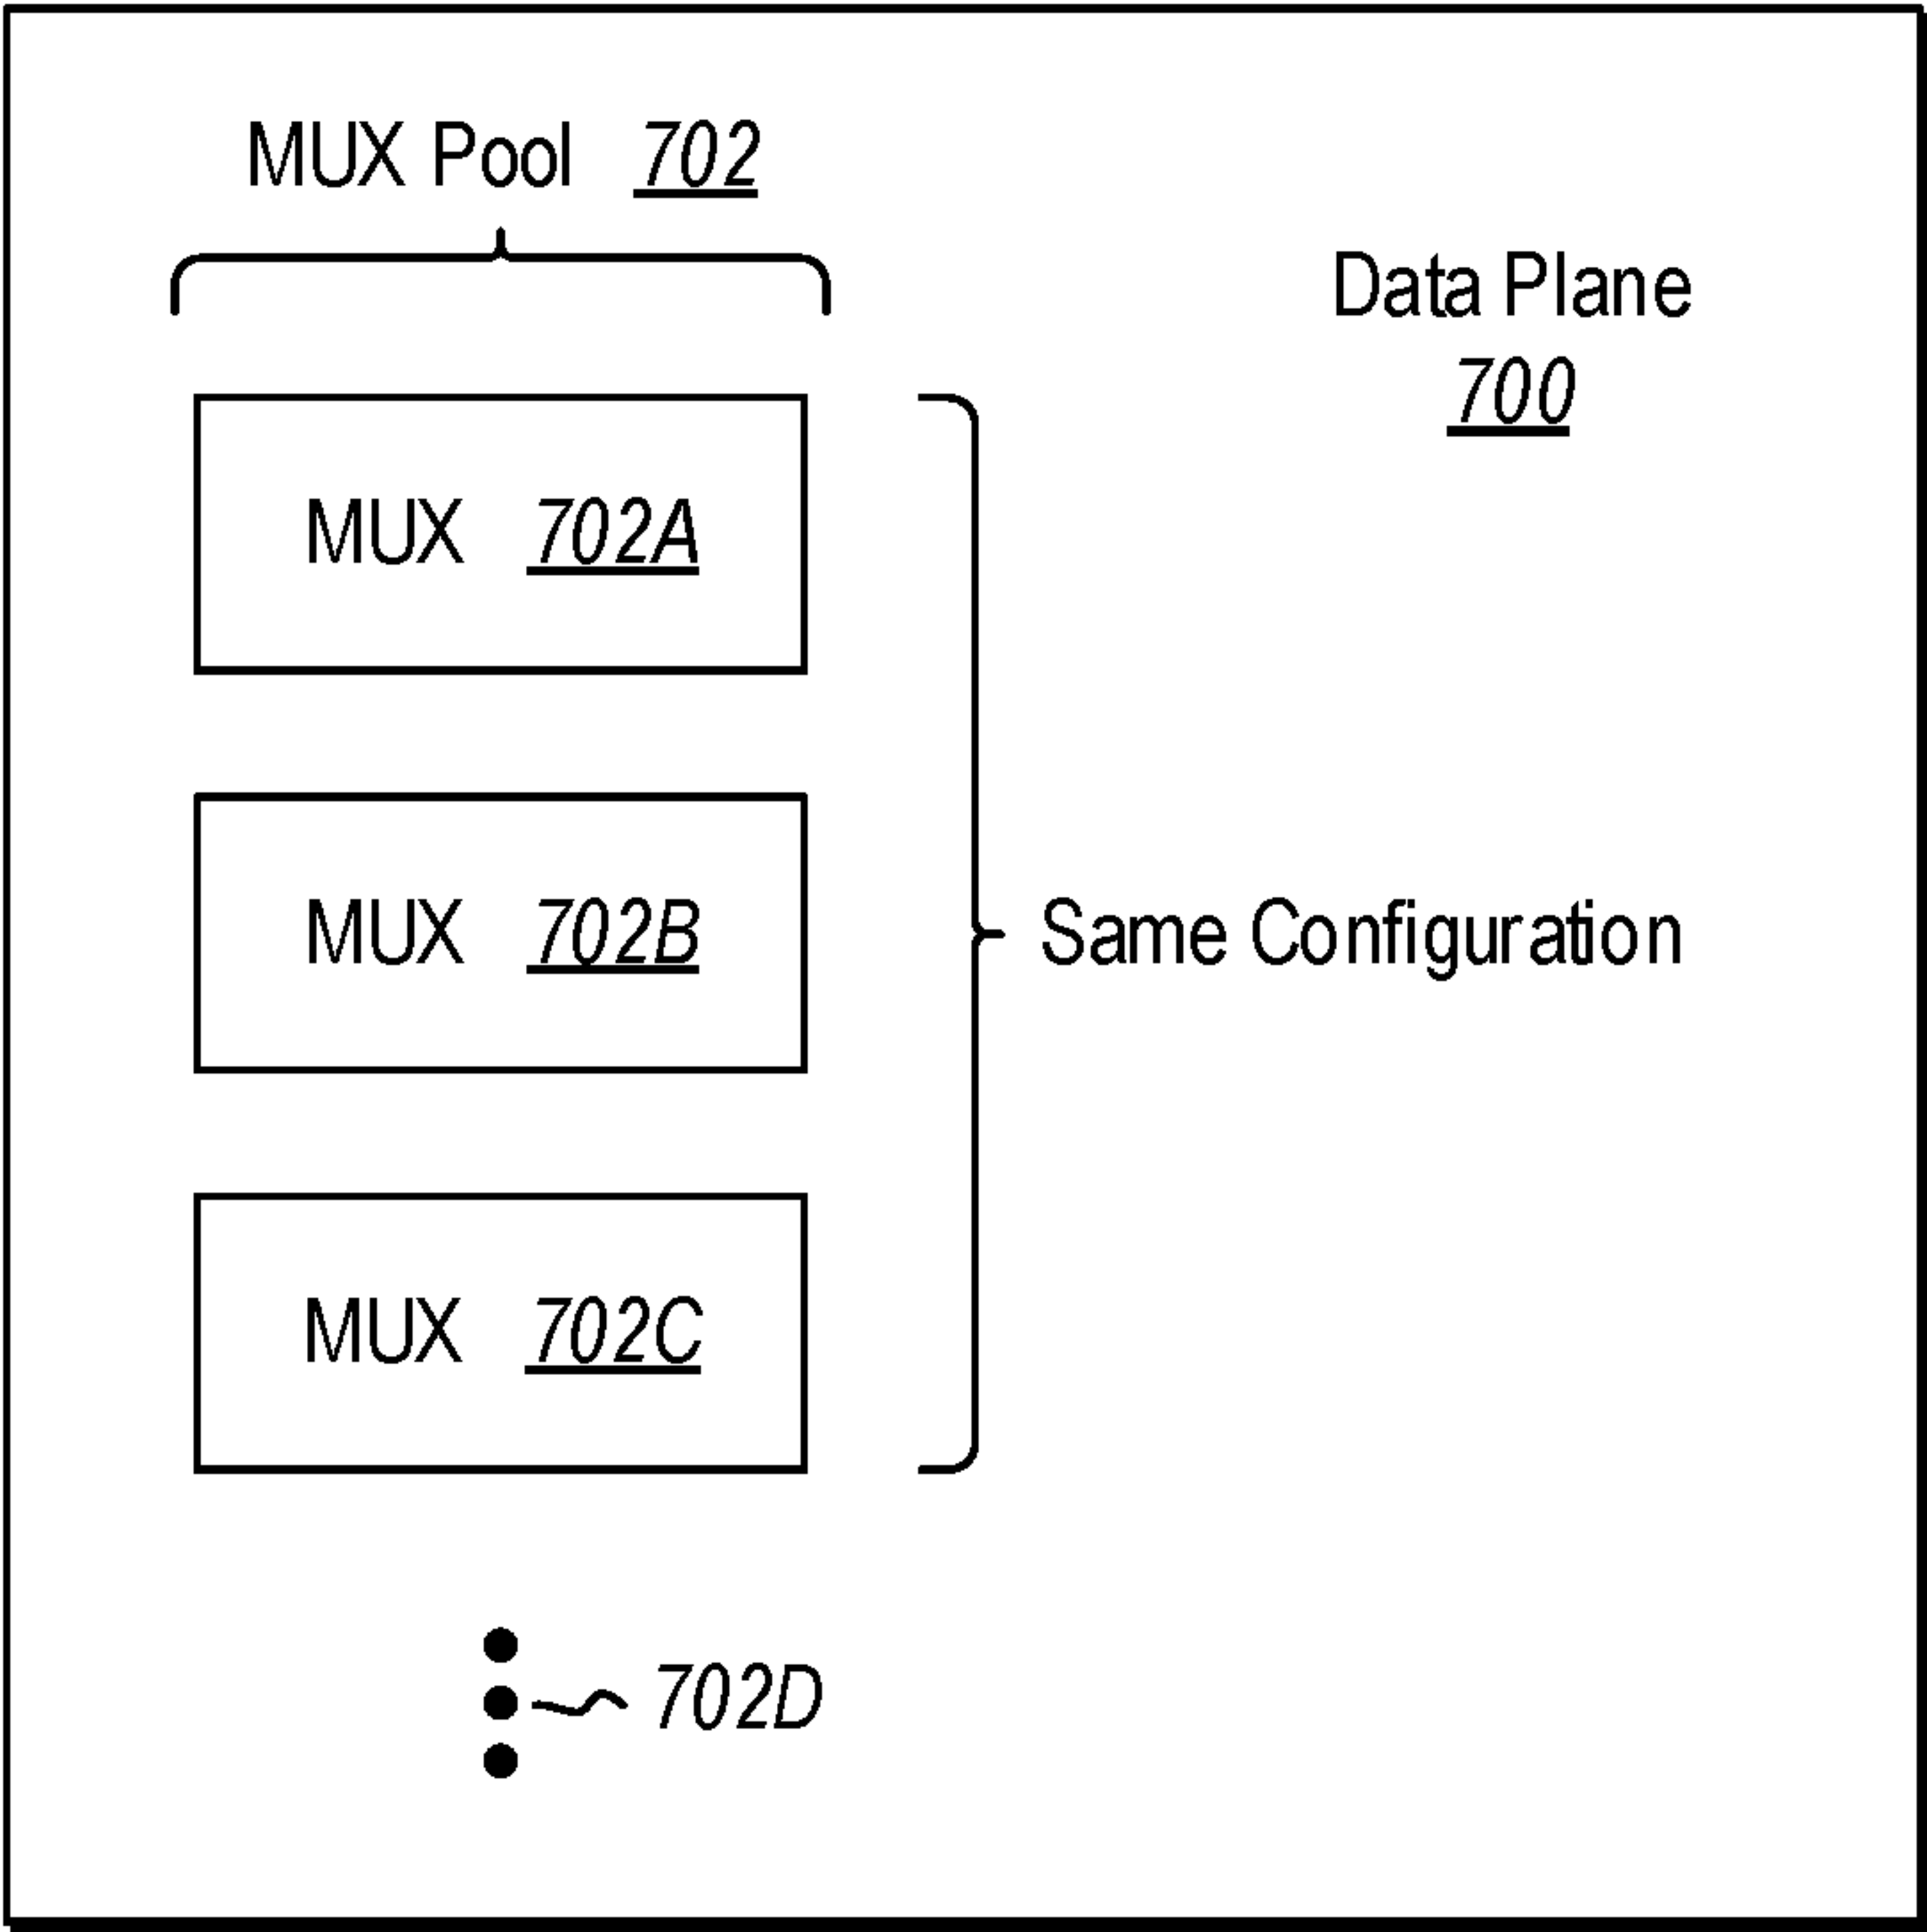 MUX Pool 702
Data Plane
700
MUX 702A
MUX 702B
Same Configuration
MUX 702C
702D